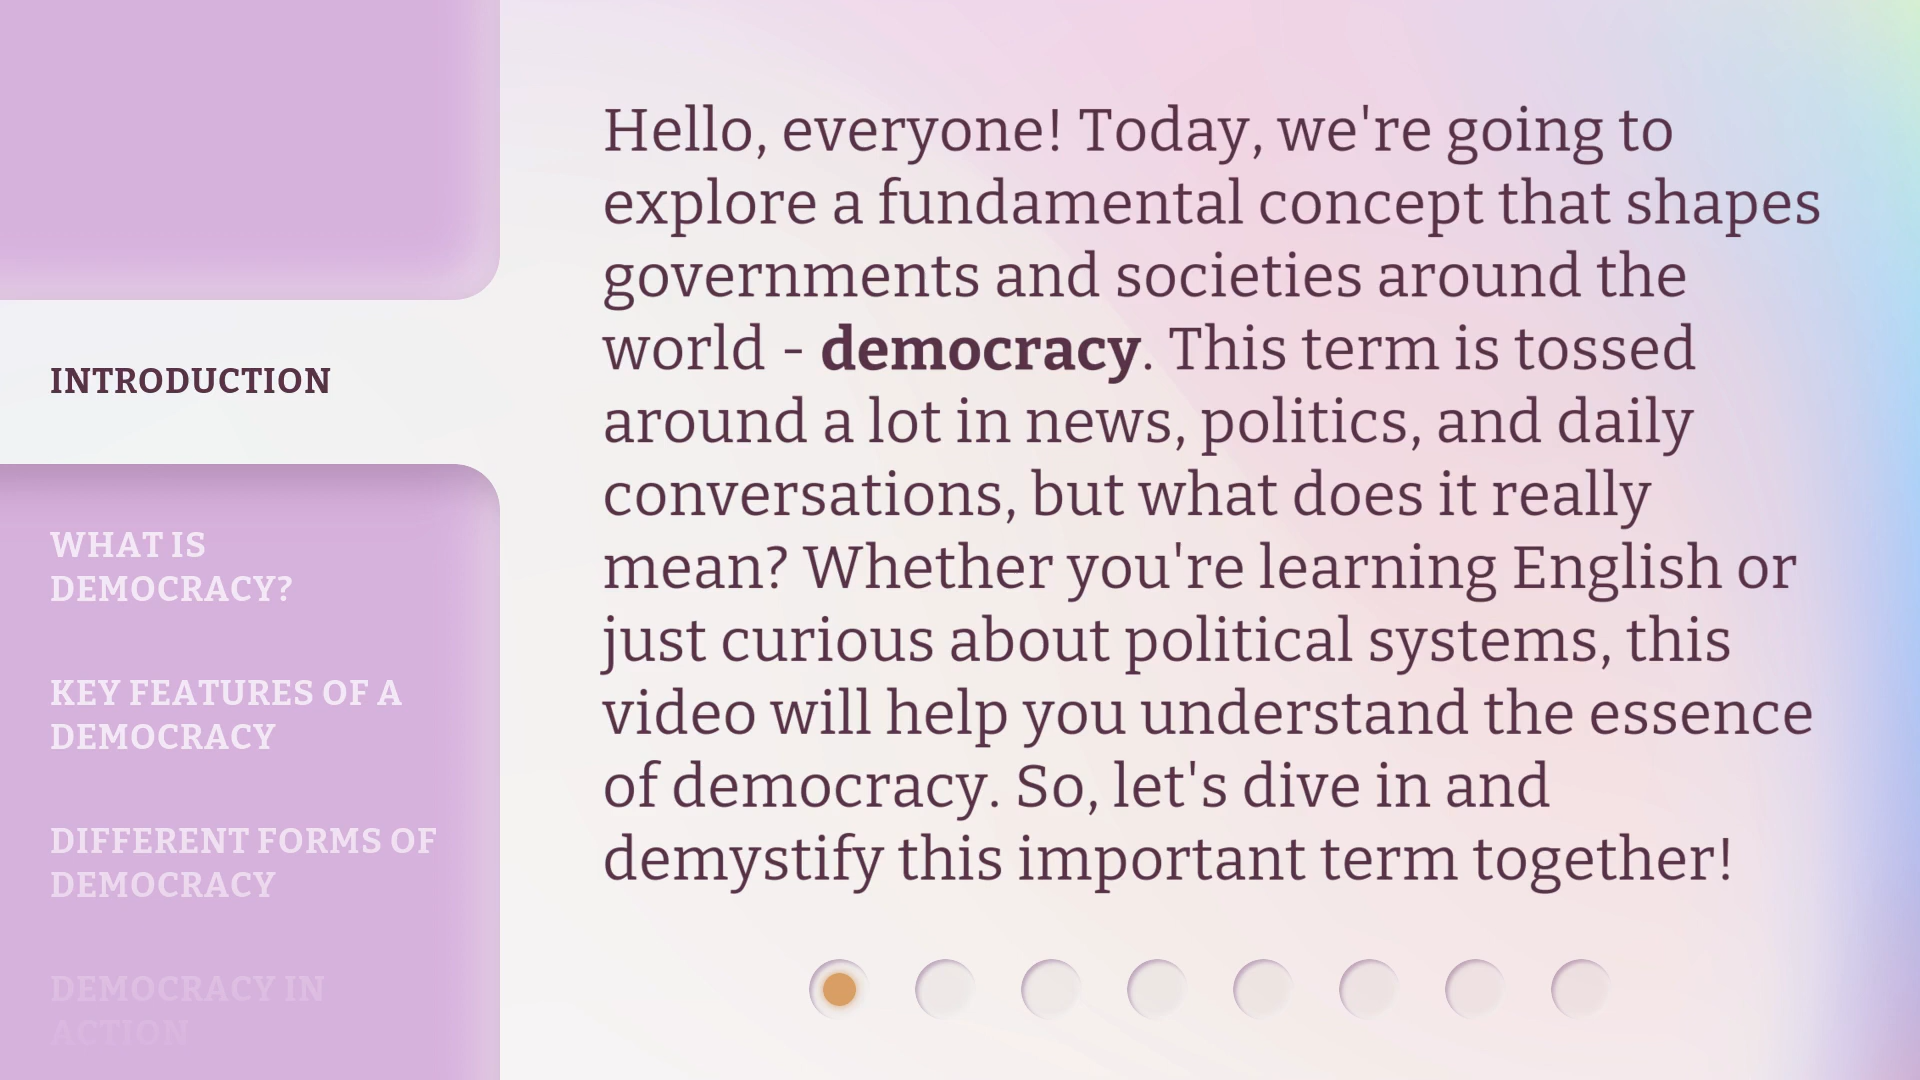 INTRODUCTION
WHAT IS
DEMOCRACY?
KEY FEATURES OF A
DEMOCRACY
DIFFERENT FORMS OF
DEMOCRACY
DEMOCRACY IN
ACTION
Hello, everyone! Today, we're going to
explore a fundamental concept that shapes
governments and societies around the
world - democracy. This term is tossed
around a lot in news, politics, and daily
conversations, but what does it really
mean? Whether you're learning English or
just curious about political systems, this
video will help you understand the essence
of democracy. So, let's dive in and
demystify this important term together!